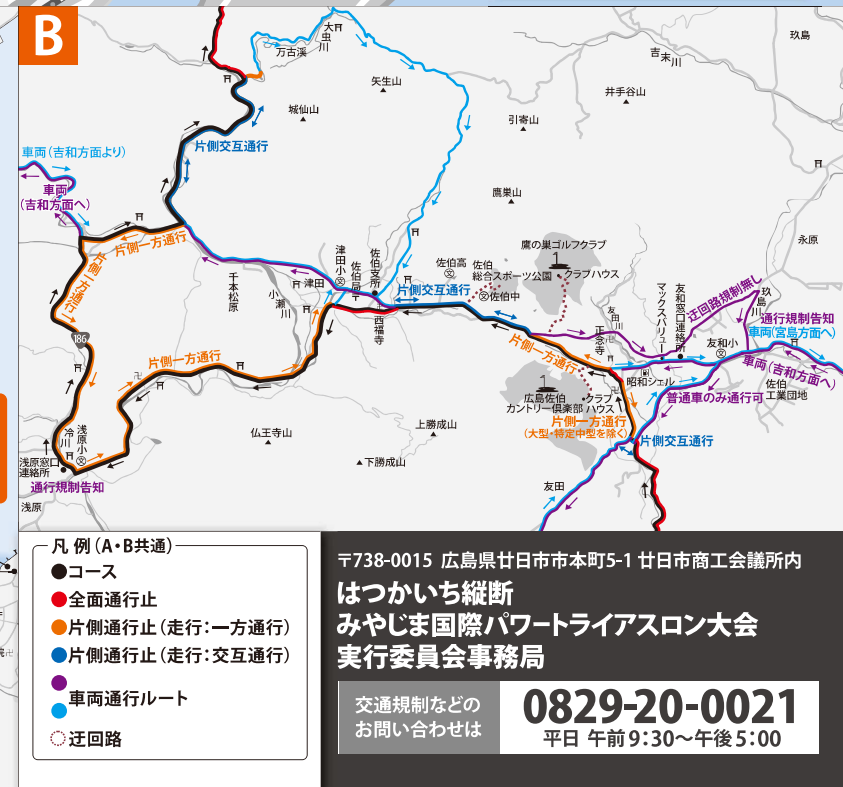 B
大虫川
万古渓
玖島
吉末川
矢生山
井手谷山
城仙山
引寄山
片側交互通行
車両(吉和方面より)
車両
(吉和方面へ)
鷹巣山
永原
片側一方通行
片側一方通行
千本松原
小瀬川
津田
津田小
佐伯局
佐伯支所
佐伯高
佐伯
総合スポーツ公園
佐伯中
鷹の巣ゴルフクラブ
クラブハウス
片側交互通行
西福寺
友田川
正念寺
マックスバリュー
友和窓口連絡所
迂回路規制無し
玖島川
通行規制告知
車両(宮島方面へ)
友和小
車両(吉和方面へ)
186
片側一方通行
片側一方通行
昭和シェル
普通車のみ通行可
佐伯
工業団地
広島佐伯
カントリー倶楽部
クラブ
ハウス
片側一方通行
(大型・特定中型を除く)
片側交互通行
上勝成山
仏王寺山
下勝成山
冷川
浅原小
浅原窓口
連絡所
通行規制告知
浅原
友田
凡例(A・B共通)
コース
全面通行止
片側通行止(走行:一方通行)
片側通行止(走行:交互通行)
車両通行ルート
迂回路
〒738-0015 広島県廿日市市本町5-1 廿日市商工会議所内
はつかいち縦断
みやじま国際パワートライアスロン大会
実行委員会事務局
交通規制などの
お問い合わせは
0829-20-0021
平日 午前9:30〜午後5:00